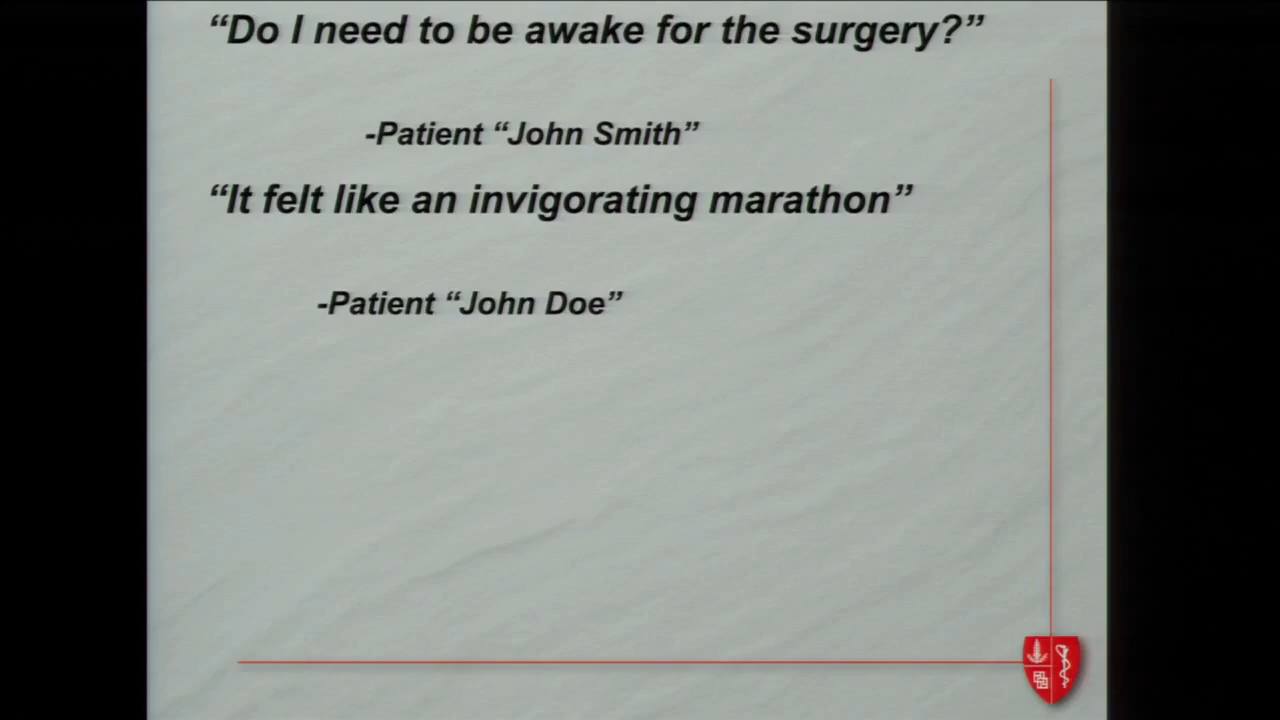 “Do I need to be awake for the surgery?”
-Patient “John Smith”
“It felt like an invigorating marathon”
-Patient “John Doe”